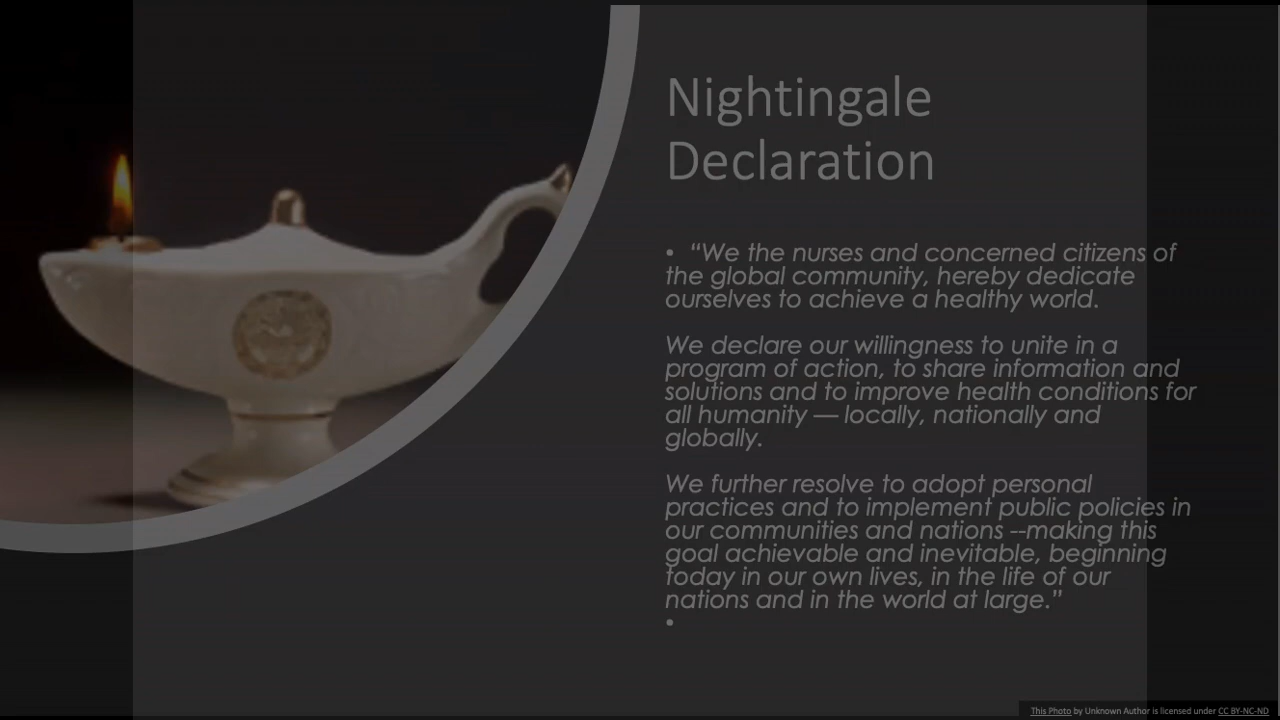 Nightingale
Declaration
• “We the nurses and concerned citizens of
the global community, hereby dedicate
ourselves to achieve a healthy world.
We declare our willingness to unite in a
program of action, to share information and
solutions and to improve health conditions for
all humanity — locally, nationally and
globally.
We further resolve to adopt personal
practices and to implement public policies in
our communities and nations --making this
goal achievable and inevitable, beginning
today in our own lives, in the life of our
nations and in the world at large.”
•
This Photo by Unknown Author is licensed under CC BY-NC-ND